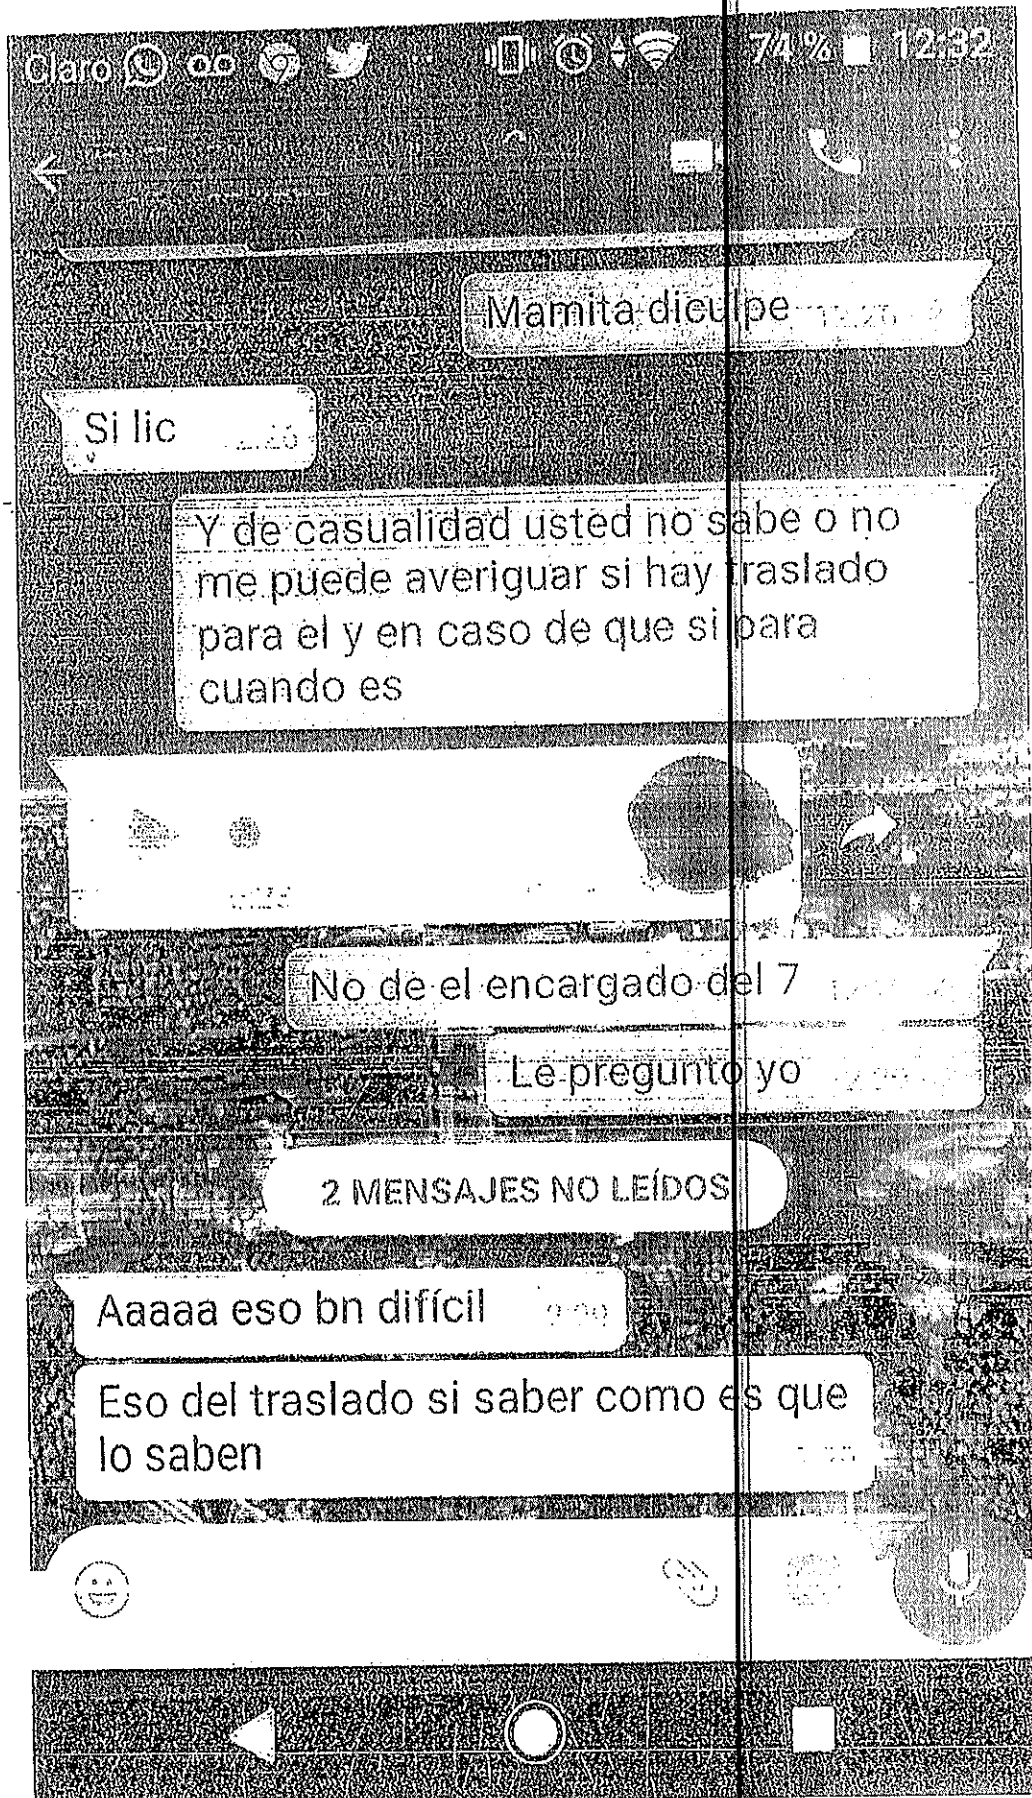 Claro 74 % 12:32
Mamita diculpe
Si lic
Y de casualidad usted no sabe o no
me puede averiguar si hay traslado
para el y en caso de que si para
cuando es
No de el encargado del 7
Le pregunto yo
2 MENSAJES NO LEÍDOS
Aaaaa eso bn difícil
Eso del traslado si saber como es que
lo saben